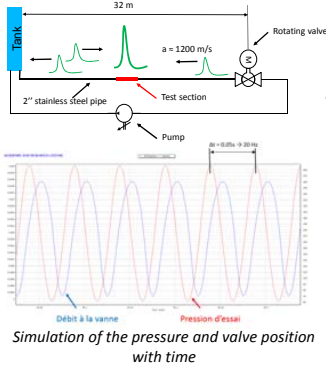 32 m
Tank
Rotating valve
M
a ≈ 1200 m/s
2’’ stainless steel pipe
Test section
Pump
Δt = 0.05s → 20 Hz
Débit à la vanne
Pression d'essai
Simulation of the pressure and valve position
with time